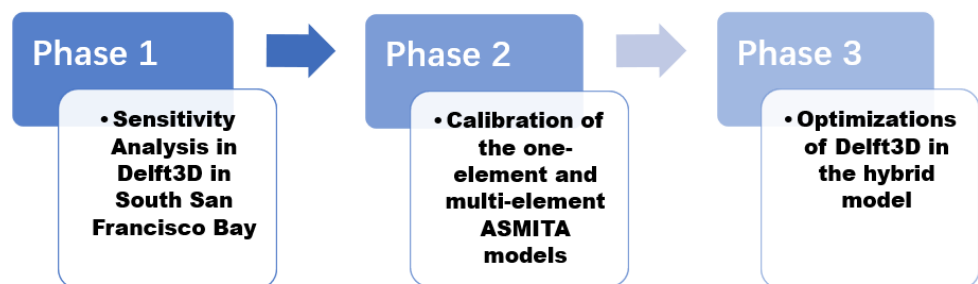 Phase 1
• Sensitivity
Analysis in
Delft3D in
South San
Francisco Bay
Phase 2
• Calibration of
the one-
element and
multi-element
ASMITA
models
Phase 3
• Optimizations
of Delft3D in
the hybrid
model